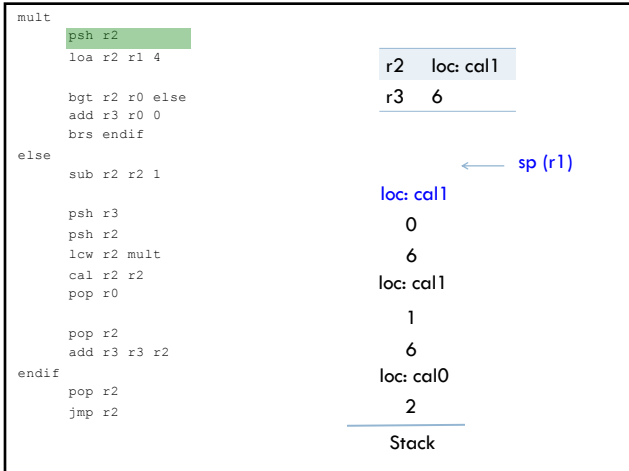 mult
psh r2
loa r2 r1 4
bgt r2 r0 else
add r3 r0 0
brs endif
else
sub r2 r2 1
psh r3
psh r2
lcw r2 mult
cal r2 r2
pop r0
pop r2
add r3 r3 r2
endif
pop r2
jmp r2
r2 loc: cal1
r3 6
sp (r1)
loc: cal1
0
6
loc: cal1
1
6
loc: cal0
2
Stack